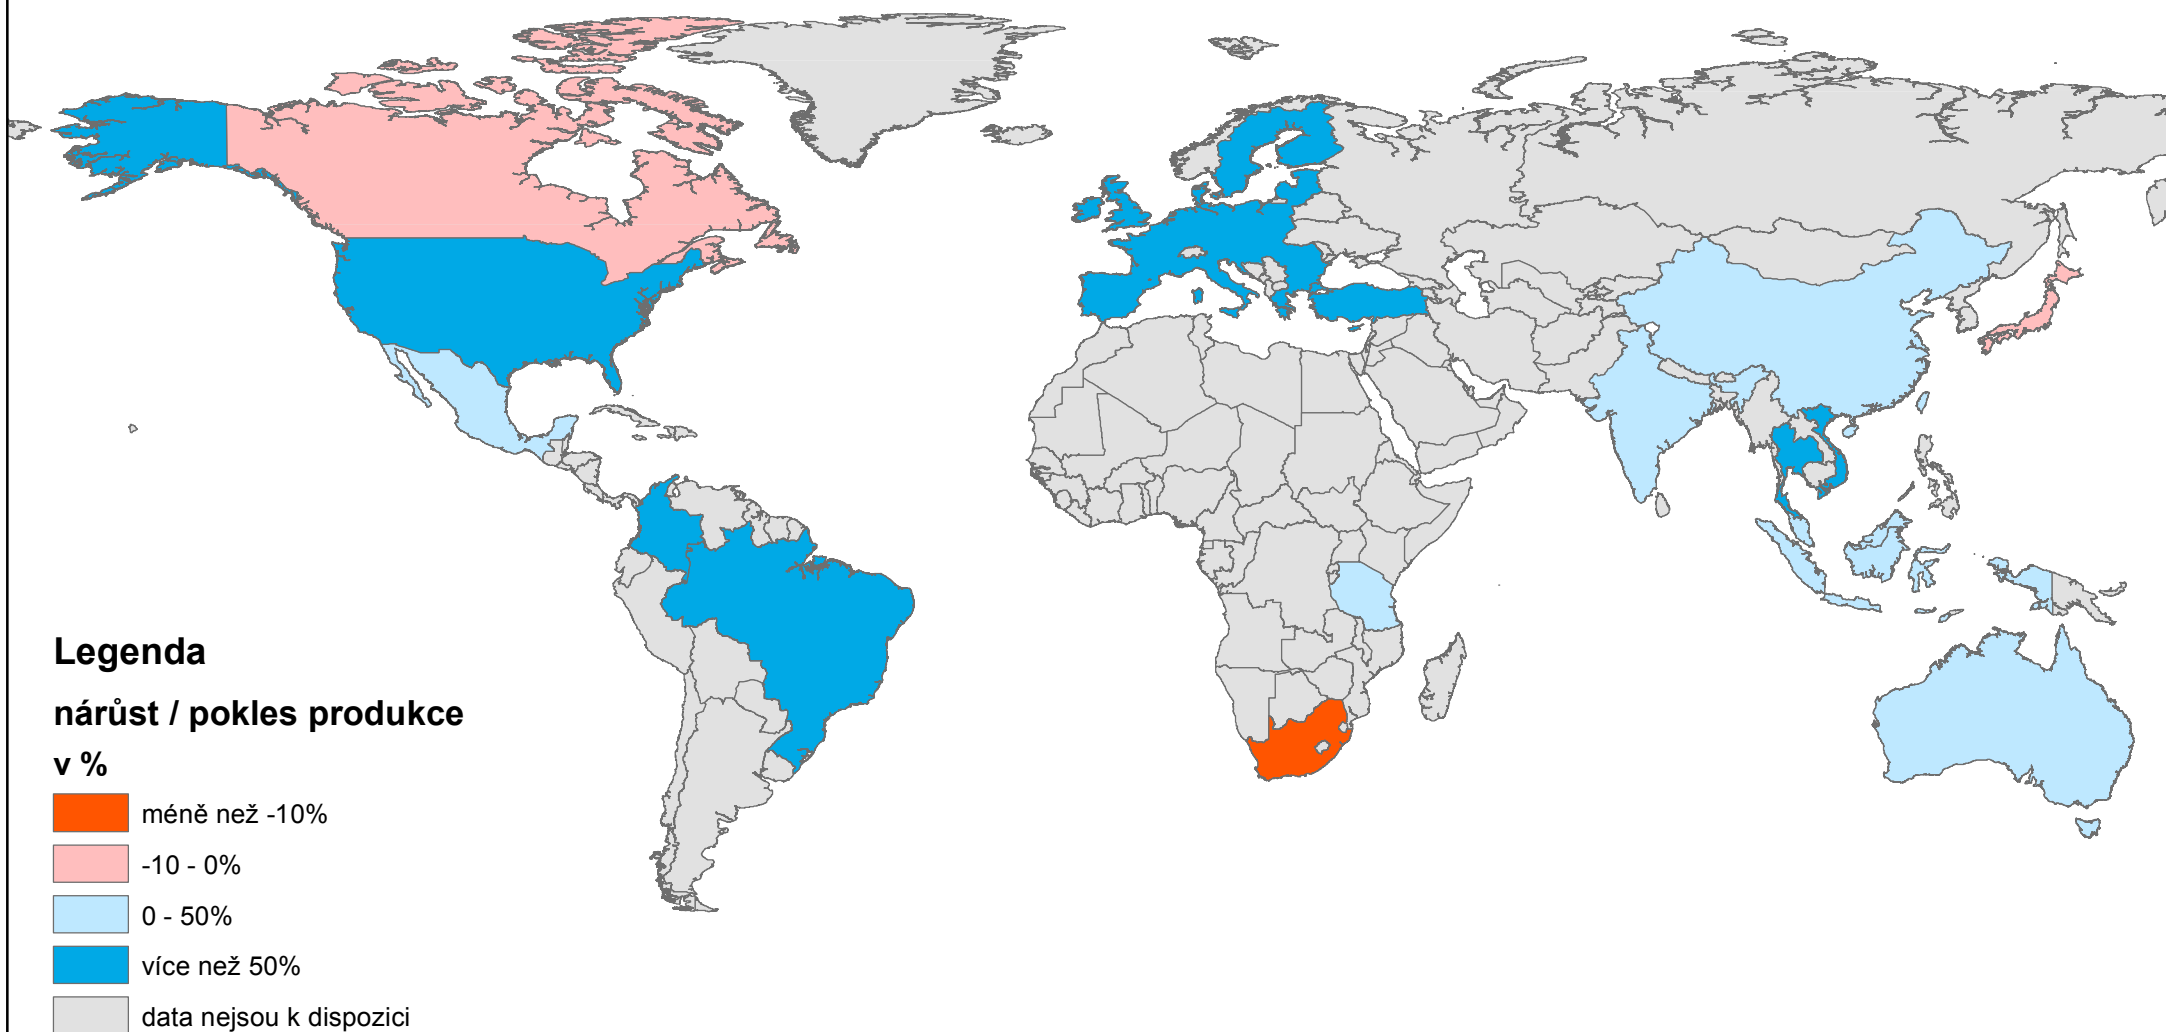 Legenda
nárůst / pokles produkce
v %
méně než -10%
-10 - 0%
0 - 50%
více než 50%
data nejsou k dispozici